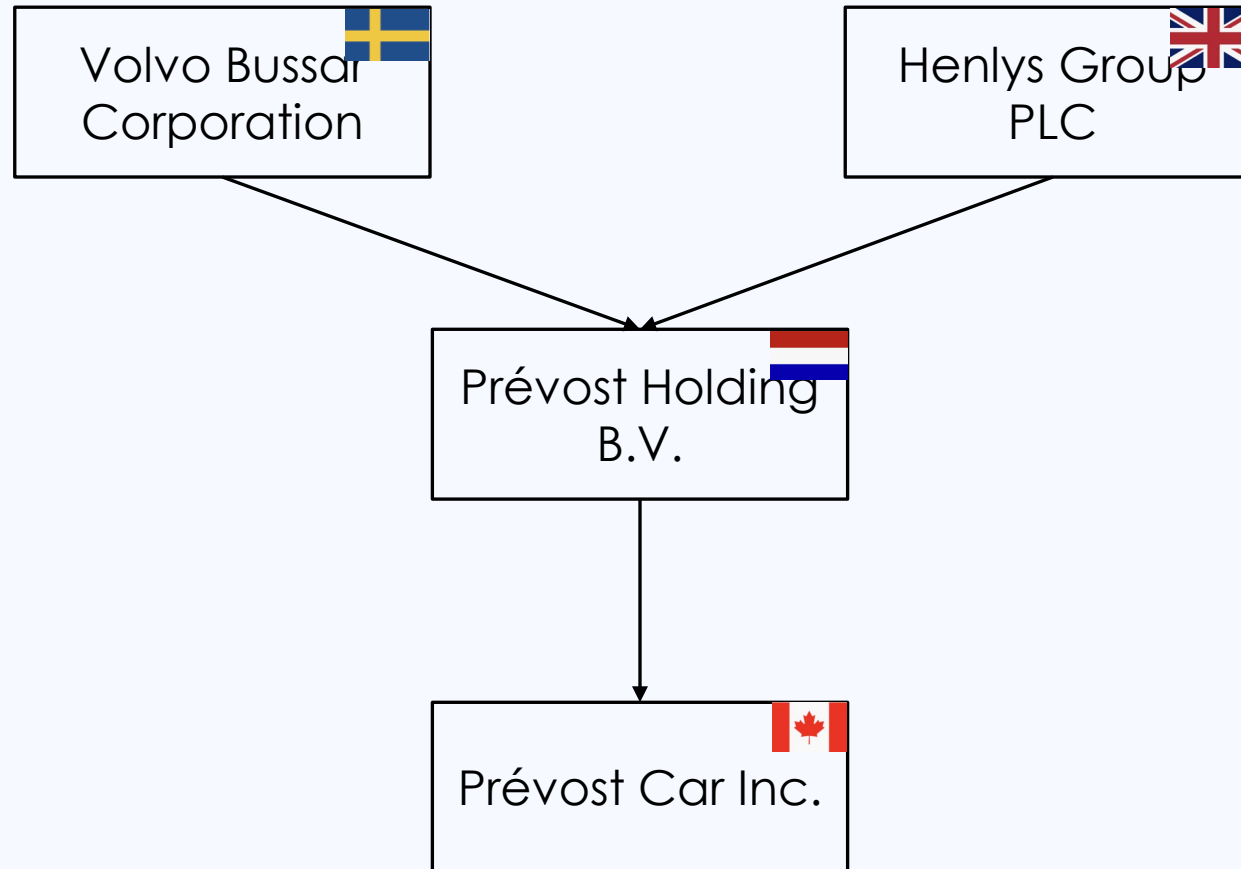 Volvo Bussar
Corporation
Henlys Group
PLC
Prévost Holding
B.V.
Prévost Car Inc.